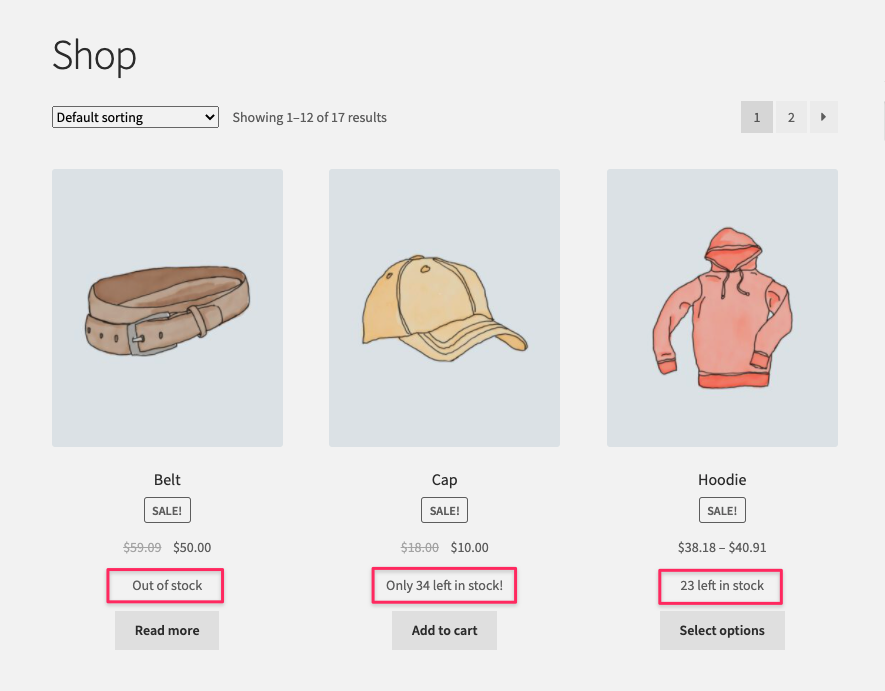 Shop
Default sorting Showing 1–12 of 17 results 1 2
Belt Cap Hoodie
SALE! SALE! SALE!
$59.09 $50.00 $18.00 $10.00 $38.18 – $40.91
Out of stock Only 34 left in stock! 23 left in stock
Read more Add to cart Select options